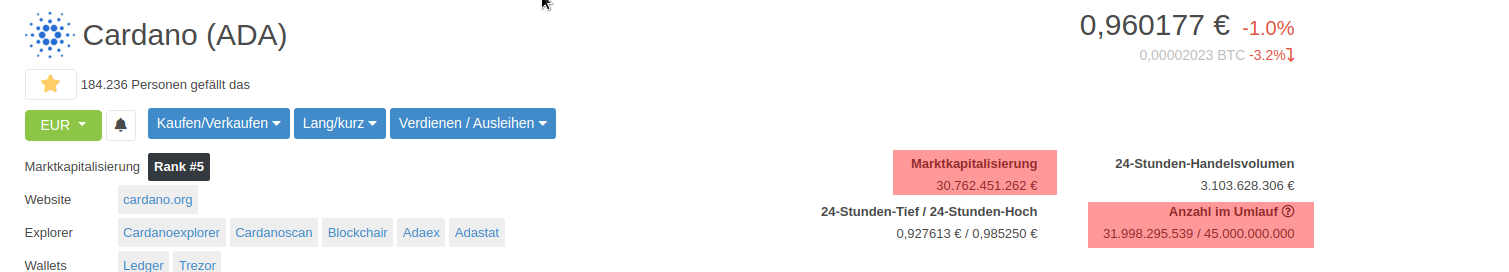 Cardano (ADA)
0,960177 € -1.0%
0,00002023 BTC -3.2%
184.236 Personen gefällt das
EUR
Kaufen/Verkaufen
Lang/kurz
Verdienen / Ausleihen
Marktkapitalisierung Rank #5
Website cardano.org
Explorer Cardanoexplorer Cardanoscan Blockchair Adaex Adastat
Wallets Ledger Trezor
Marktkapitalisierung
30.762.451.262 €
24-Stunden-Handelsvolumen
3.103.628.306 €
24-Stunden-Tief / 24-Stunden-Hoch
0,927613 € / 0,985250 €
Anzahl im Umlauf
31.998.295.539 / 45.000.000.000